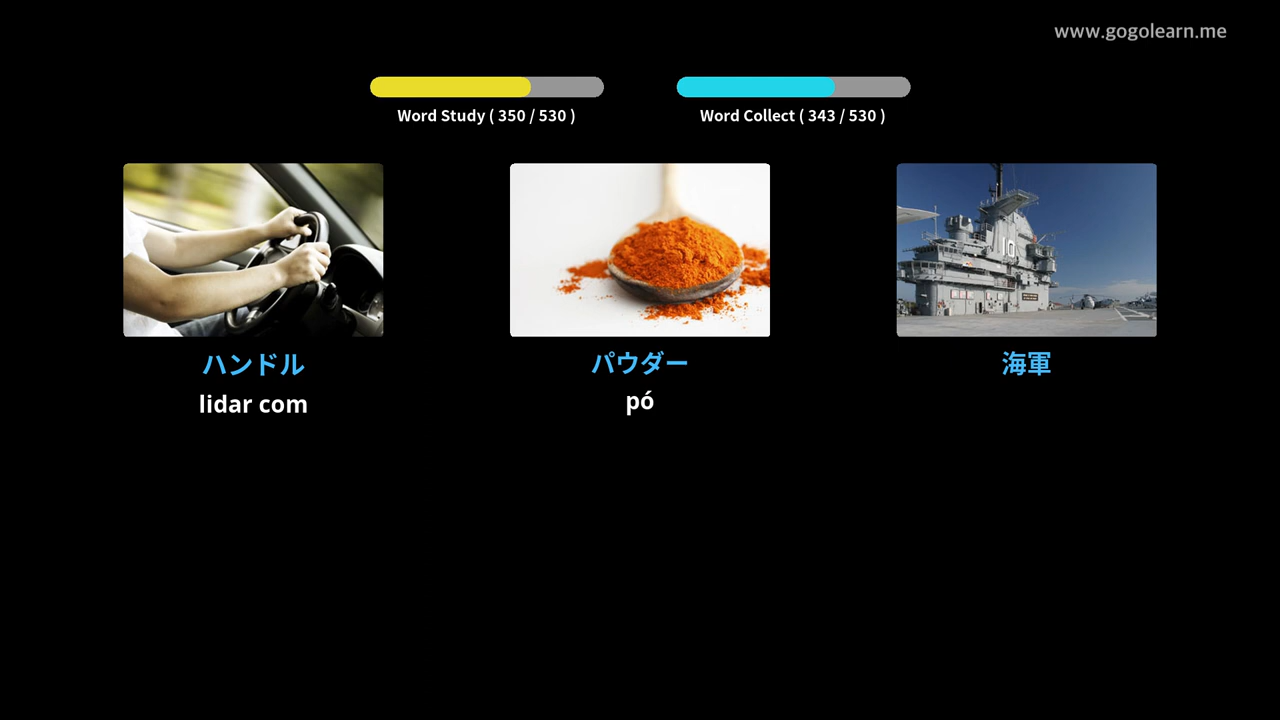 www.gogolearn.me
Word Study ( 350 / 530 )
Word Collect ( 343 / 530 )
10
ハンドル
パウダー
海軍
lidar com
pó